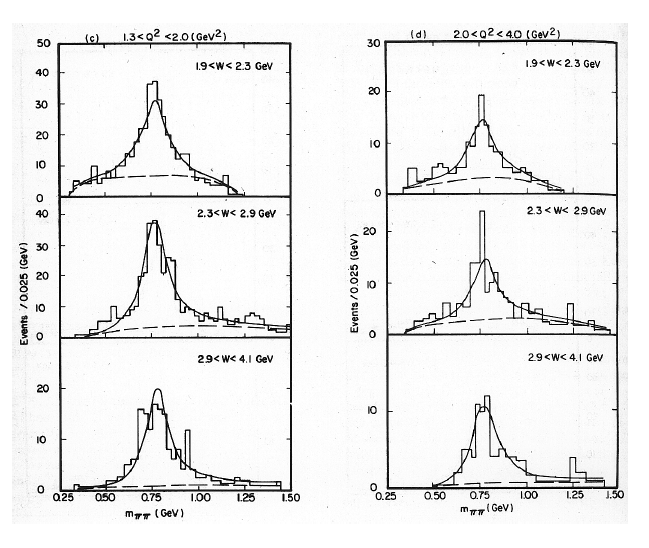 (c) 1.3 < Q² < 2.0 (GeV²)
50
40
30
20
10
0
1.9 < W < 2.3 GeV
40
30
20
10
0
2.3 < W < 2.9 GeV
Events / 0.025 (GeV)
20
10
0
2.9 < W < 4.1 GeV
0.25 0.50 0.75 1.00 1.25 1.50
mππ (GeV)
(d) 2.0 < Q² < 4.0 (GeV²)
30
20
10
0
1.9 < W < 2.3 GeV
20
10
0
2.3 < W < 2.9 GeV
Events / 0.025 (GeV)
10
0
2.9 < W < 4.1 GeV
0.25 0.50 0.75 1.00 1.25 1.50
mππ (GeV)